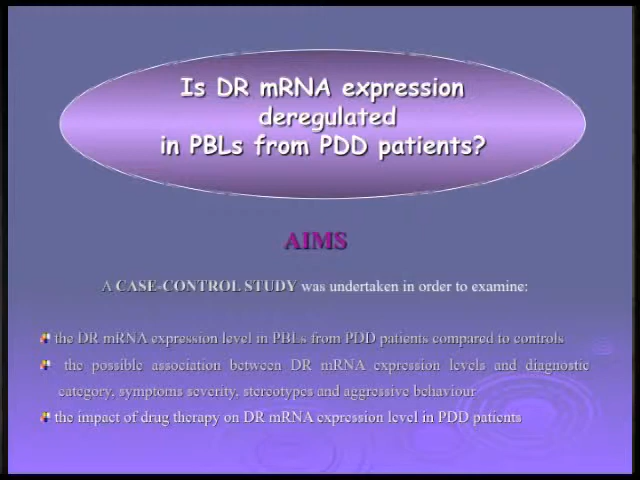 Is DR mRNA expression
deregulated
in PBLs from PDD patients?
AIMS
A CASE-CONTROL STUDY was undertaken in order to examine:
the DR mRNA expression level in PBLs from PDD patients compared to controls
the possible association between DR mRNA expression levels and diagnostic
category, symptoms severity, stereotypes and aggressive behaviour
the impact of drug therapy on DR mRNA expression level in PDD patients